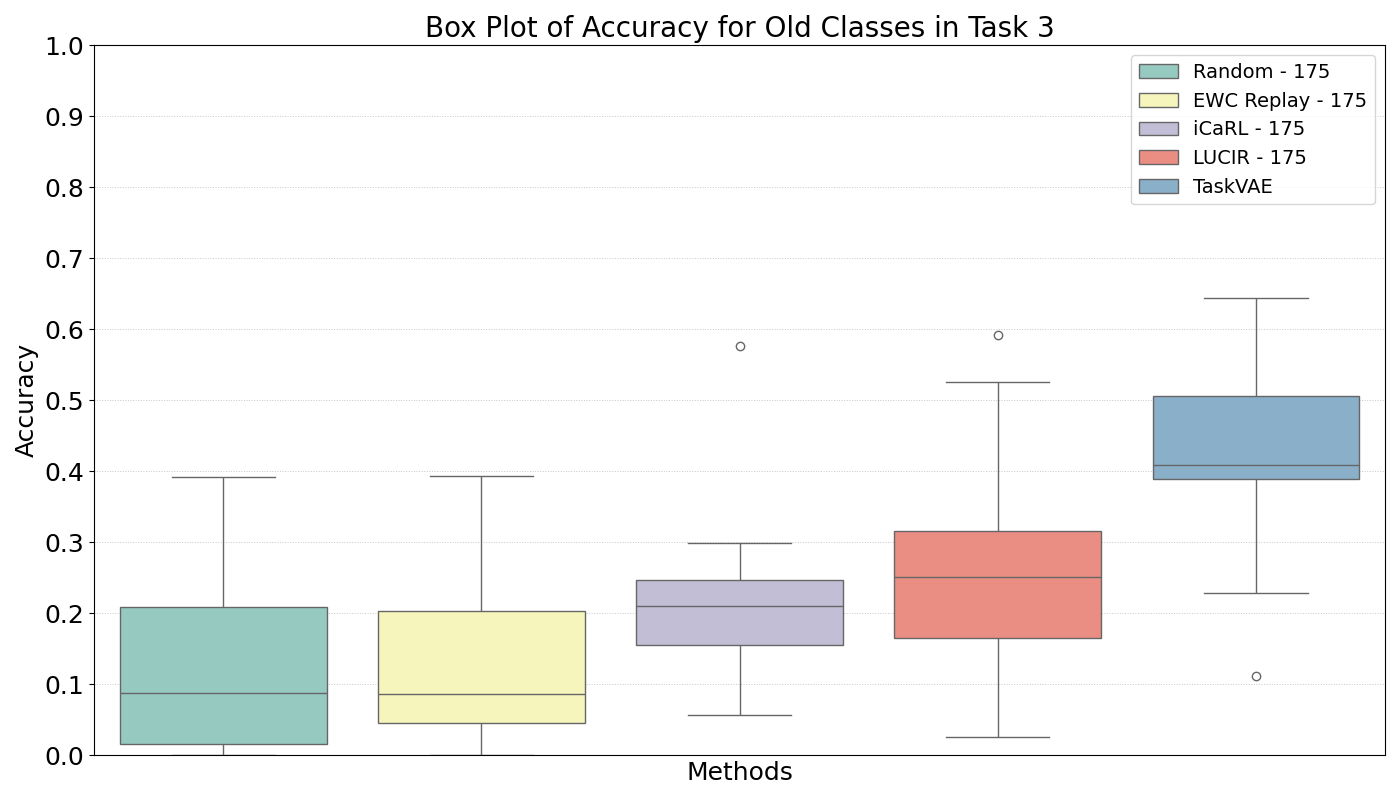 Box Plot of Accuracy for Old Classes in Task 3
1.0
0.9
0.8
0.7
0.6
0.5
0.4
0.3
0.2
0.1
0.0
Accuracy
Methods
Random - 175
EWC Replay - 175
iCaRL - 175
LUCIR - 175
TaskVAE